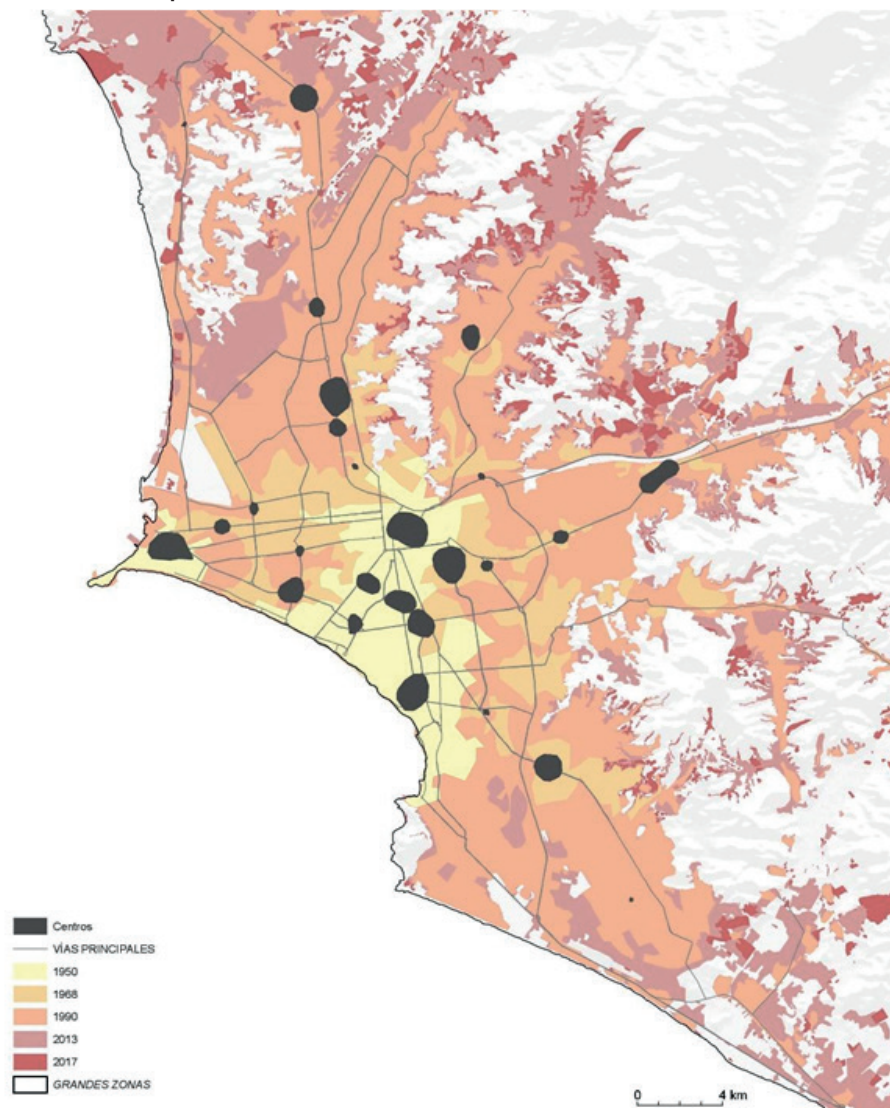 Centros
VÍAS PRINCIPALES
1950
1968
1990
2013
2017
GRANDES ZONAS
0 4 km